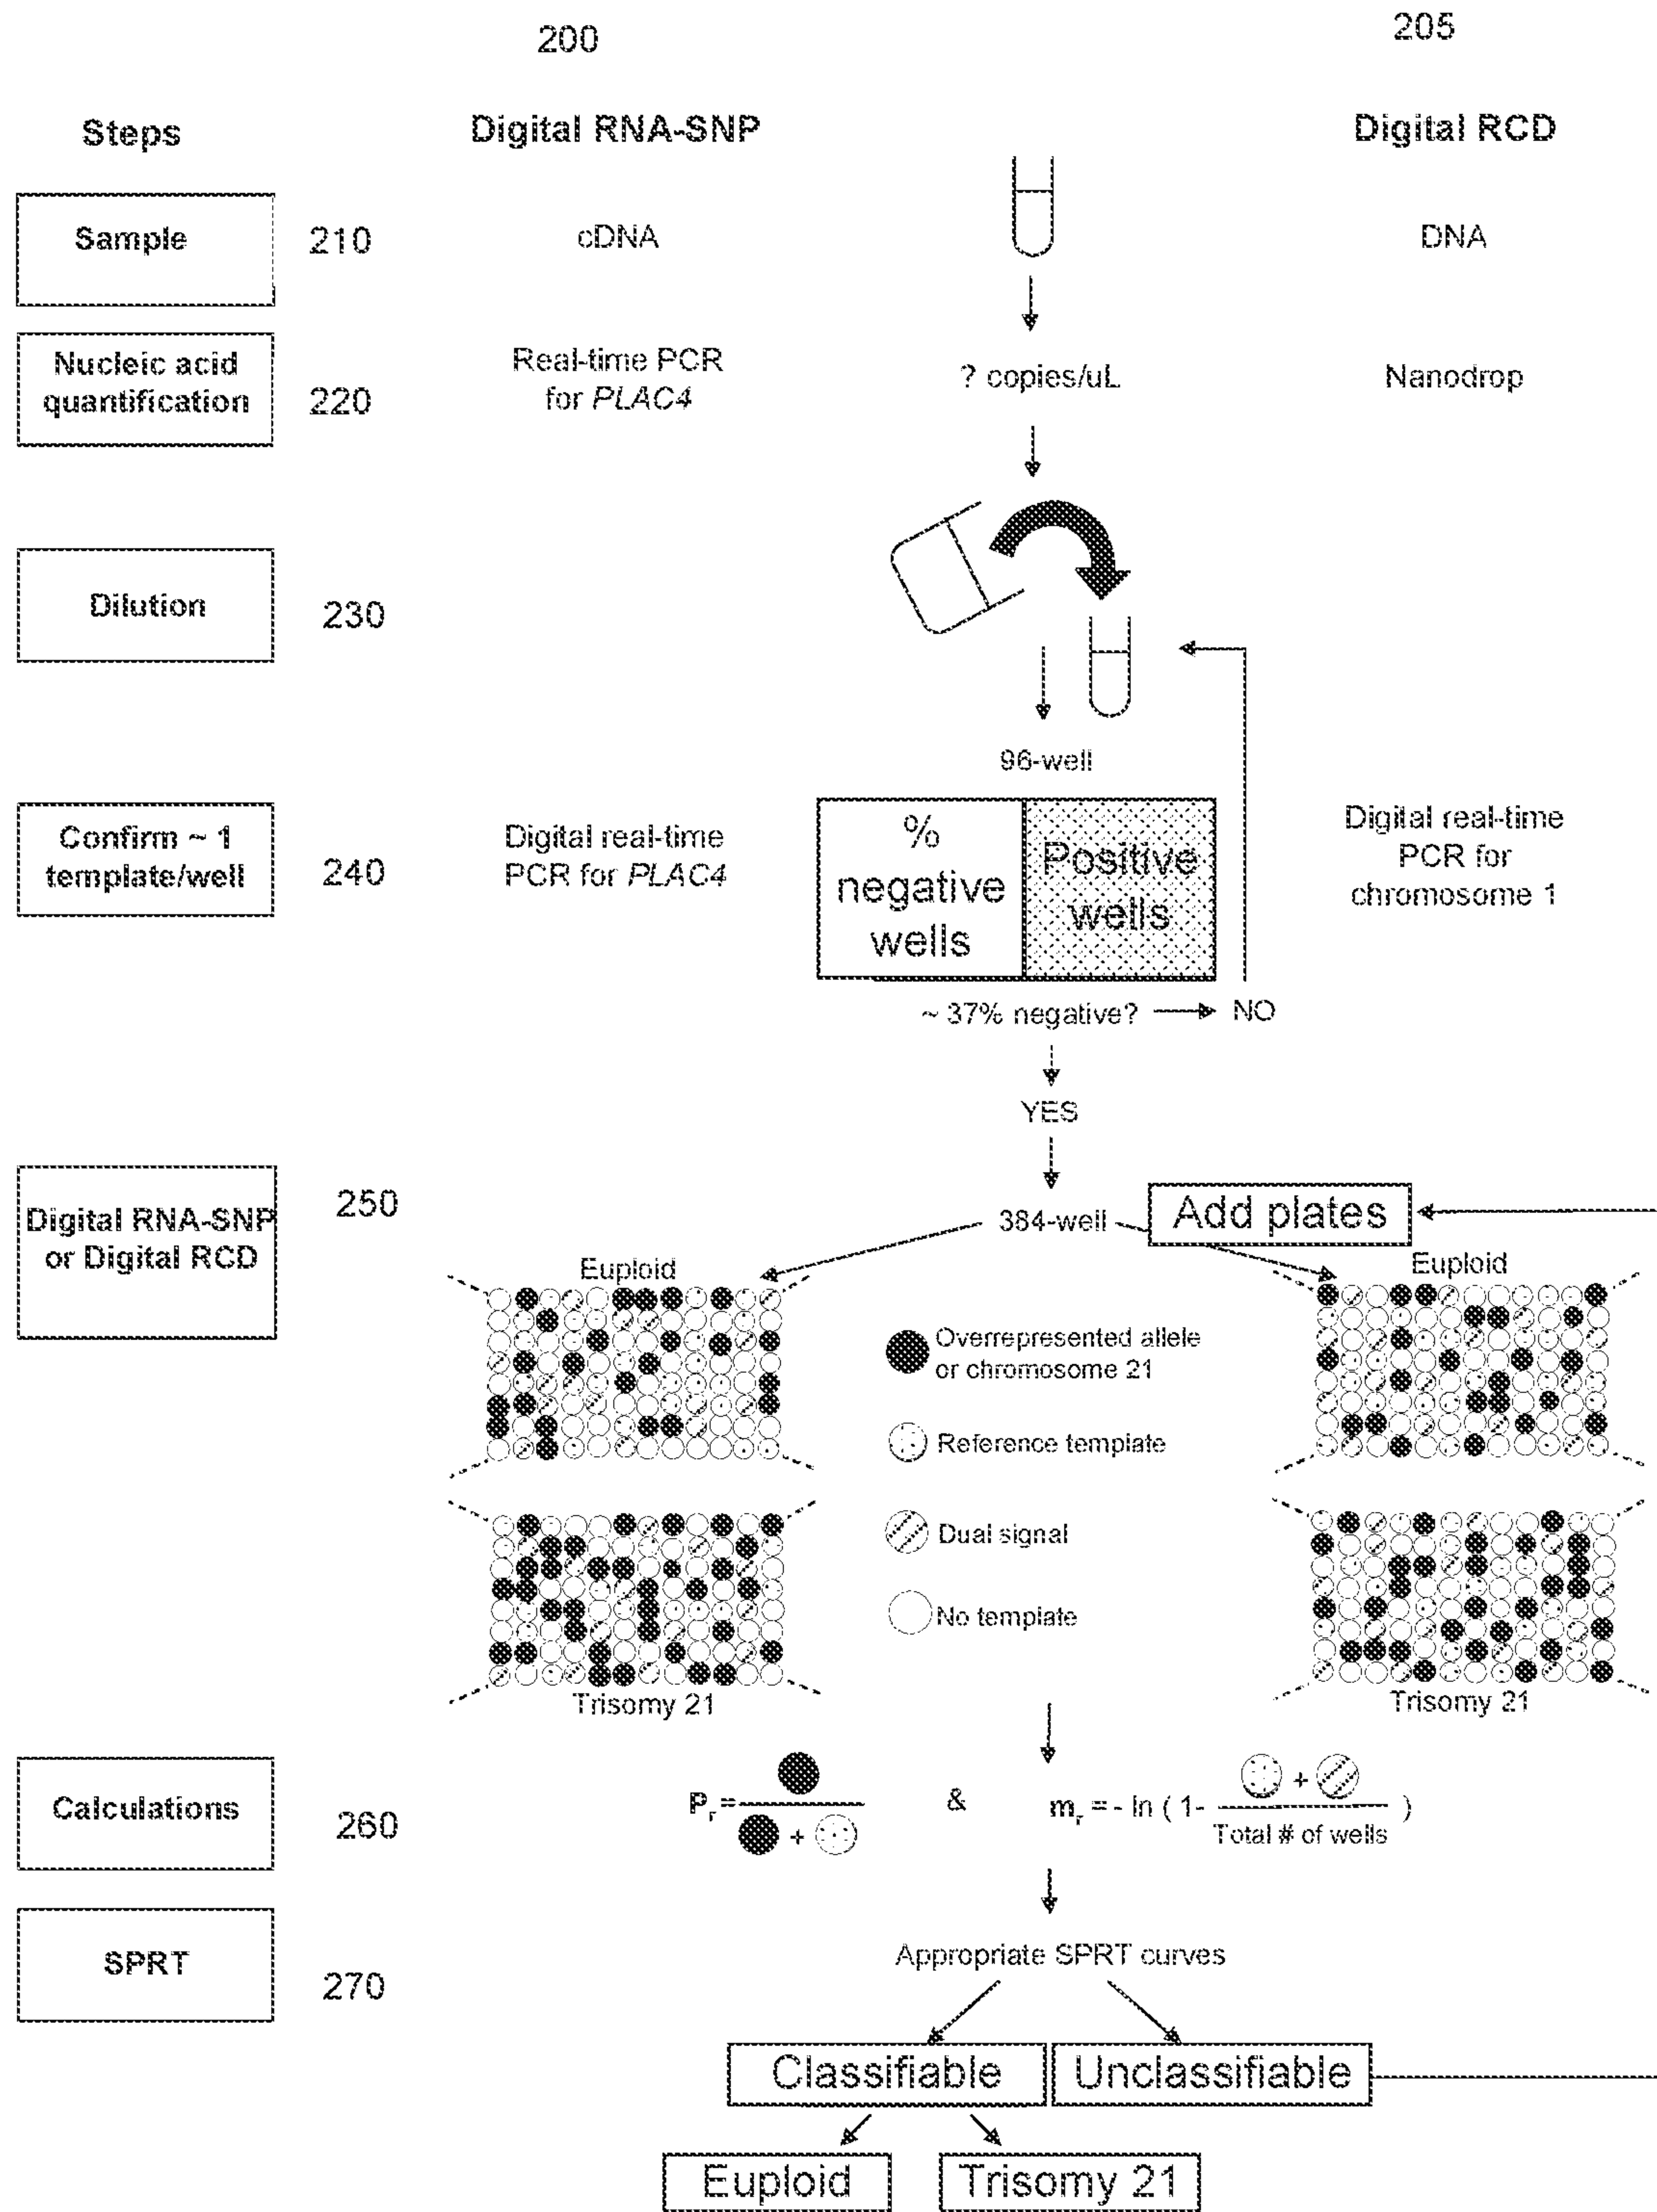 200
205
Steps
Digital RNA-SNP
Digital RCD
Sample
210
cDNA
DNA
Nucleic acid
quantification
220
Real-time PCR
for PLAC4
? copies/uL
Nanodrop
Dilution
230
96-well
Confirm ~ 1
template/well
240
Digital real-time
PCR for PLAC4
%
negative
wells
Positive
wells
Digital real-time
PCR for
chromosome 1
~ 37% negative?
NO
YES
Digital RNA-SNP
or Digital RCD
250
384-well
Add plates
Euploid
Euploid
Overrepresented allele
or chromosome 21
Reference template
Dual signal
No template
Trisomy 21
Trisomy 21
Calculations
260
Pr =
+
&
mr = - ln ( 1-
+
Total # of wells
)
SPRT
270
Appropriate SPRT curves
Classifiable
Unclassifiable
Euploid
Trisomy 21